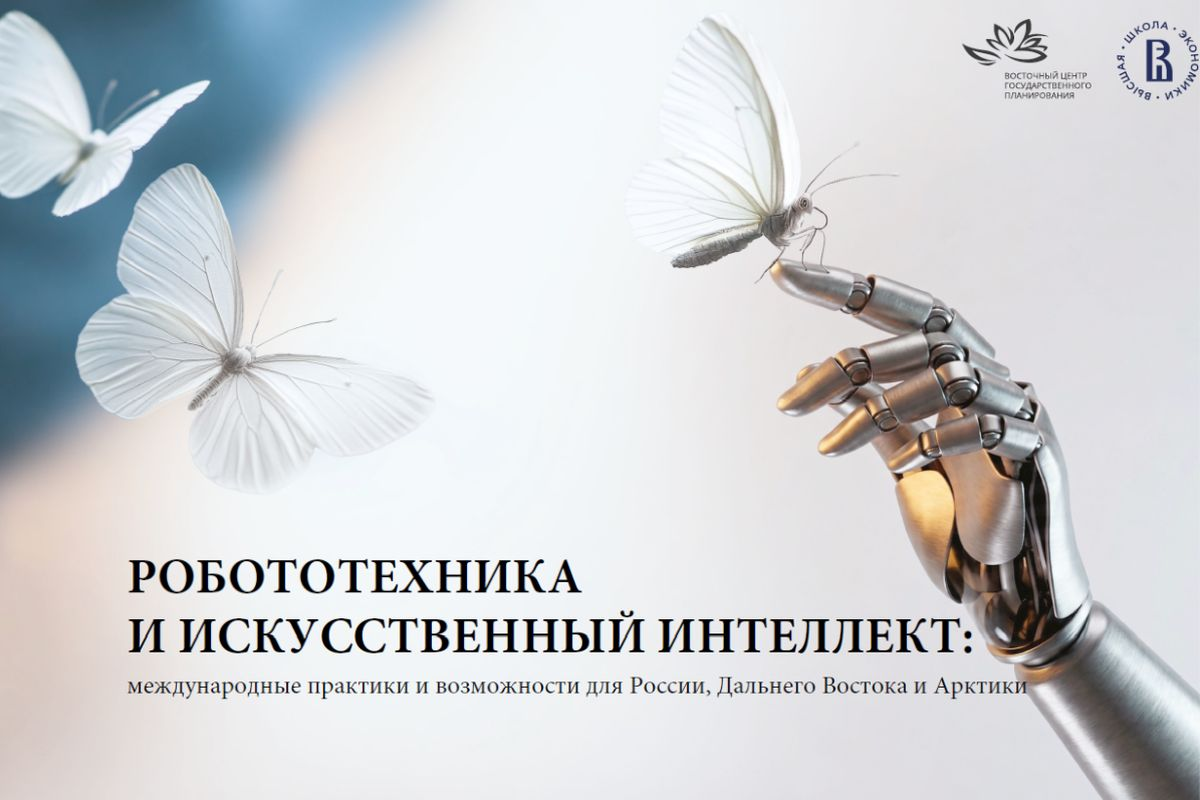 ВОСТОЧНЫЙ ЦЕНТР
ГОСУДАРСТВЕННОГО
ПЛАНИРОВАНИЯ
ВЫСШАЯ • ШКОЛА • ЭКОНОМИКИ •
РОБОТОТЕХНИКА
И ИСКУССТВЕННЫЙ ИНТЕЛЛЕКТ:
международные практики и возможности для России, Дальнего Востока и Арктики